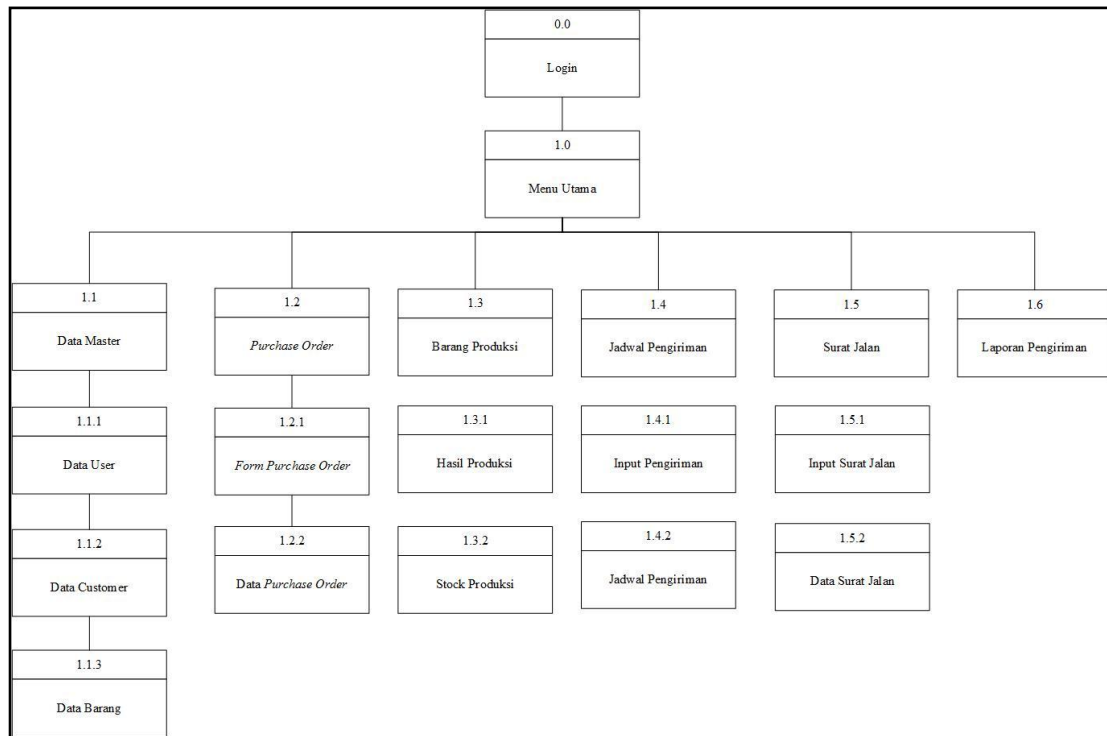 0.0
Login
1.0
Menu Utama
1.1
Data Master
1.2
Purchase Order
1.3
Barang Produksi
1.4
Jadwal Pengiriman
1.5
Surat Jalan
1.6
Laporan Pengiriman
1.1.1
Data User
1.2.1
Form Purchase Order
1.3.1
Hasil Produksi
1.4.1
Input Pengiriman
1.5.1
Input Surat Jalan
1.1.2
Data Customer
1.2.2
Data Purchase Order
1.3.2
Stock Produksi
1.4.2
Jadwal Pengiriman
1.5.2
Data Surat Jalan
1.1.3
Data Barang